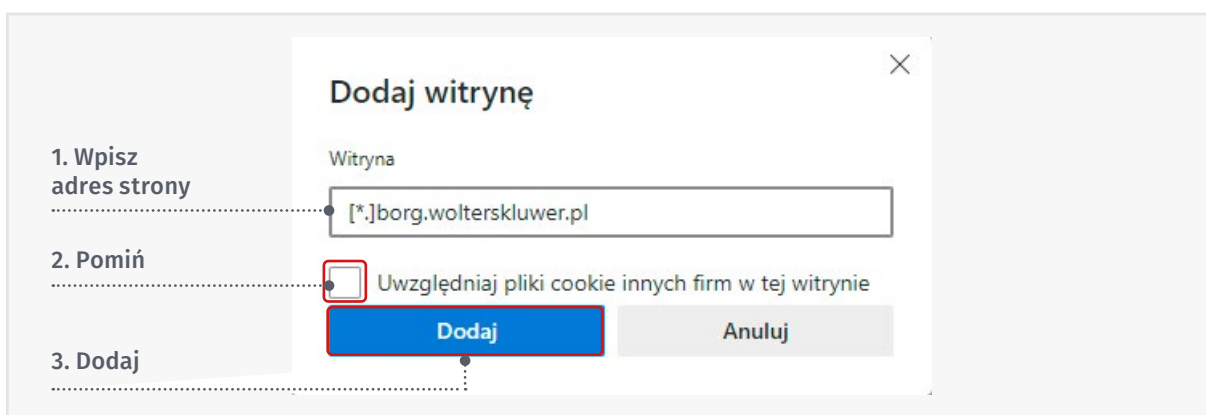 Dodaj witrynę
1. Wpisz
adres strony
Witryna
[*.]borg.wolterskluwer.pl
2. Pomiń
Uwzględniaj pliki cookie innych firm w tej witrynie
Dodaj
Anuluj
3. Dodaj